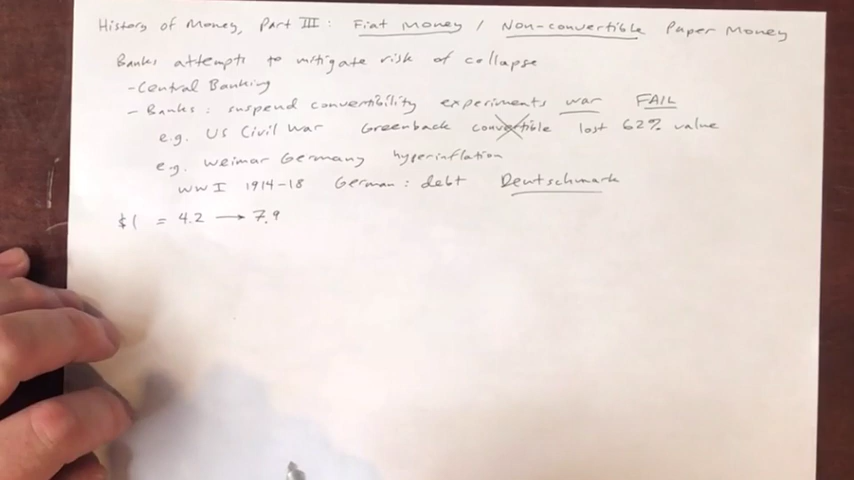 History of Money, Part III: Fiat Money / Non-convertible Paper Money
Banks attempts to mitigate risk of collapse
- Central Banking
- Banks: suspend convertibility experiments war FAIL
e.g. US Civil War Greenback convertible lost 62% value
e.g. Weimar Germany hyperinflation
WWI 1914-18 German: debt Deutschmark
$1 = 4.2 → 7.9